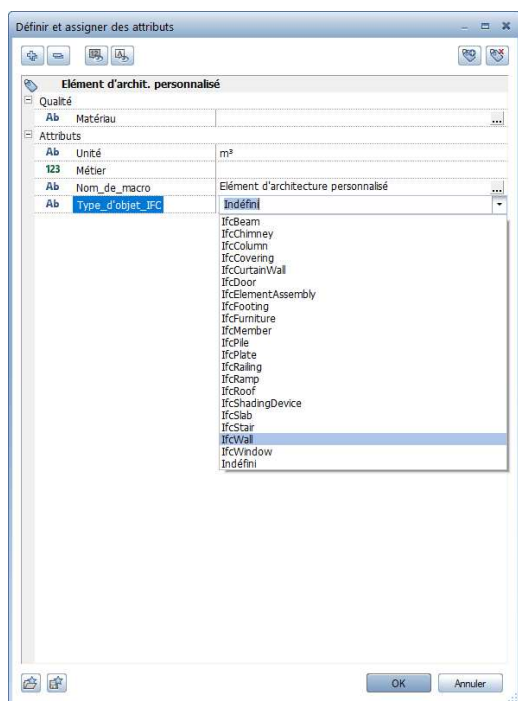 Définir et assigner des attributs
Elément d'archit. personnalisé
Qualité
Ab Matériau ...
Attributs
Ab Unité m³
123 Métier
Ab Nom_de_macro Elément d'architecture personnalisé ...
Ab Type_d'objet_IFC Indéfini
IfcBeam
IfcChimney
IfcColumn
IfcCovering
IfcCurtainWall
IfcDoor
IfcElementAssembly
IfcFooting
IfcFurniture
IfcMember
IfcPile
IfcPlate
IfcRailing
IfcRamp
IfcRoof
IfcShadingDevice
IfcSlab
IfcStair
IfcWall
IfcWindow
Indéfini
OK Annuler